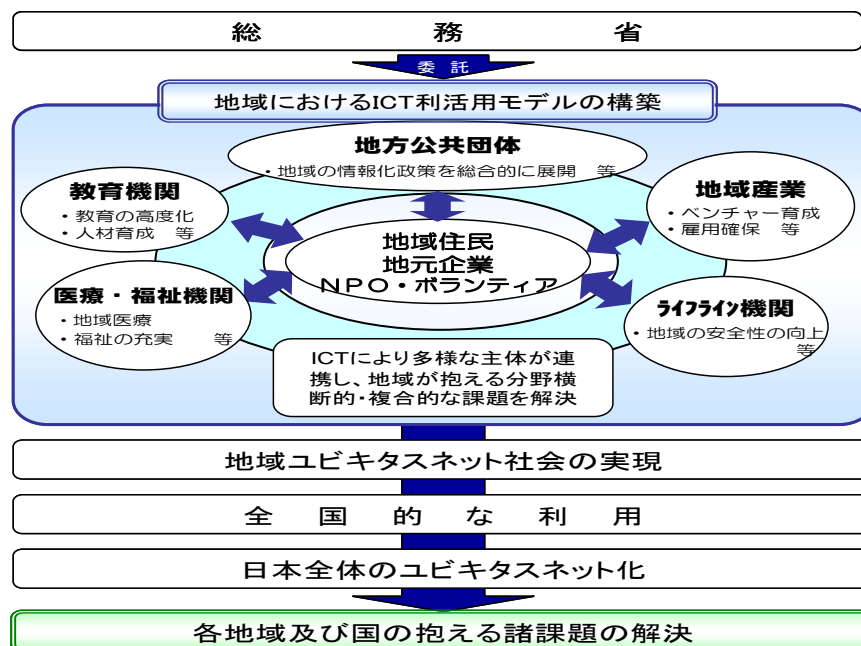 総務省
委託
地域におけるICT利活用モデルの構築
地方公共団体
・地域の情報化政策を総合的に展開 等
教育機関
・教育の高度化
・人材育成 等
地域産業
・ベンチャー育成
・雇用確保 等
地域住民
地元企業
NPO・ボランティア
医療・福祉機関
・地域医療
・福祉の充実 等
ライフライン機関
・地域の安全性の向上
等
ICTにより多様な主体が連
携し、地域が抱える分野横
断的・複合的な課題を解決
地域ユビキタスネット社会の実現
全国的な利用
日本全体のユビキタスネット化
各地域及び国の抱える諸課題の解決